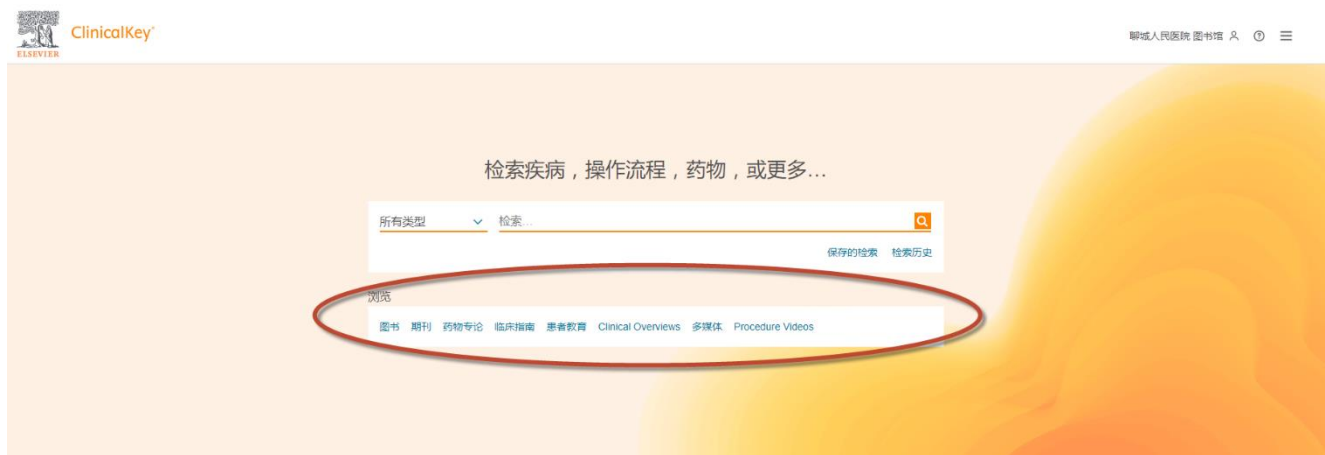 ELSEVIER
ClinicalKey®
聊城人民医院 图书馆
检索疾病，操作流程，药物，或更多...
所有类型 检索...
保存的检索 检索历史
浏览
图书 期刊 药物专论 临床指南 患者教育 Clinical Overviews 多媒体 Procedure Videos